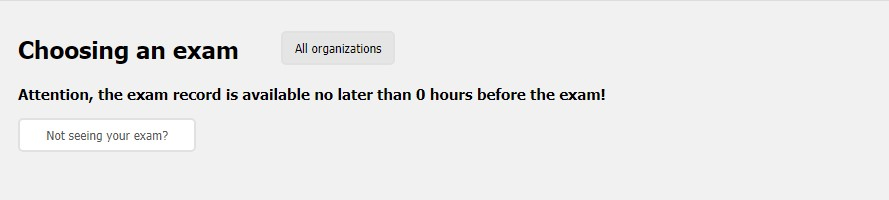 Choosing an exam
All organizations
Attention, the exam record is available no later than 0 hours before the exam!
Not seeing your exam?